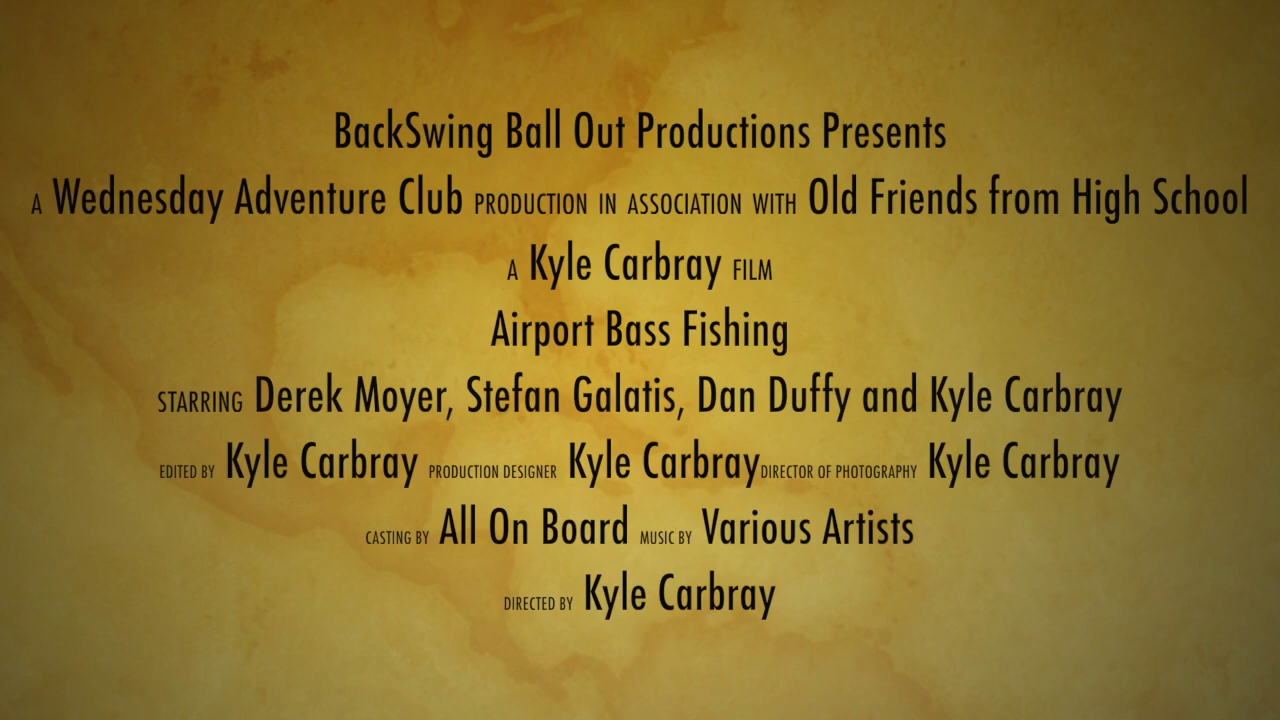 BackSwing Ball Out Productions Presents
A Wednesday Adventure Club PRODUCTION IN ASSOCIATION WITH Old Friends from High School
A Kyle Carbray FILM
Airport Bass Fishing
STARRING Derek Moyer, Stefan Galatis, Dan Duffy and Kyle Carbray
EDITED BY Kyle Carbray PRODUCTION DESIGNER Kyle Carbray DIRECTOR OF PHOTOGRAPHY Kyle Carbray
CASTING BY All On Board MUSIC BY Various Artists
DIRECTED BY Kyle Carbray